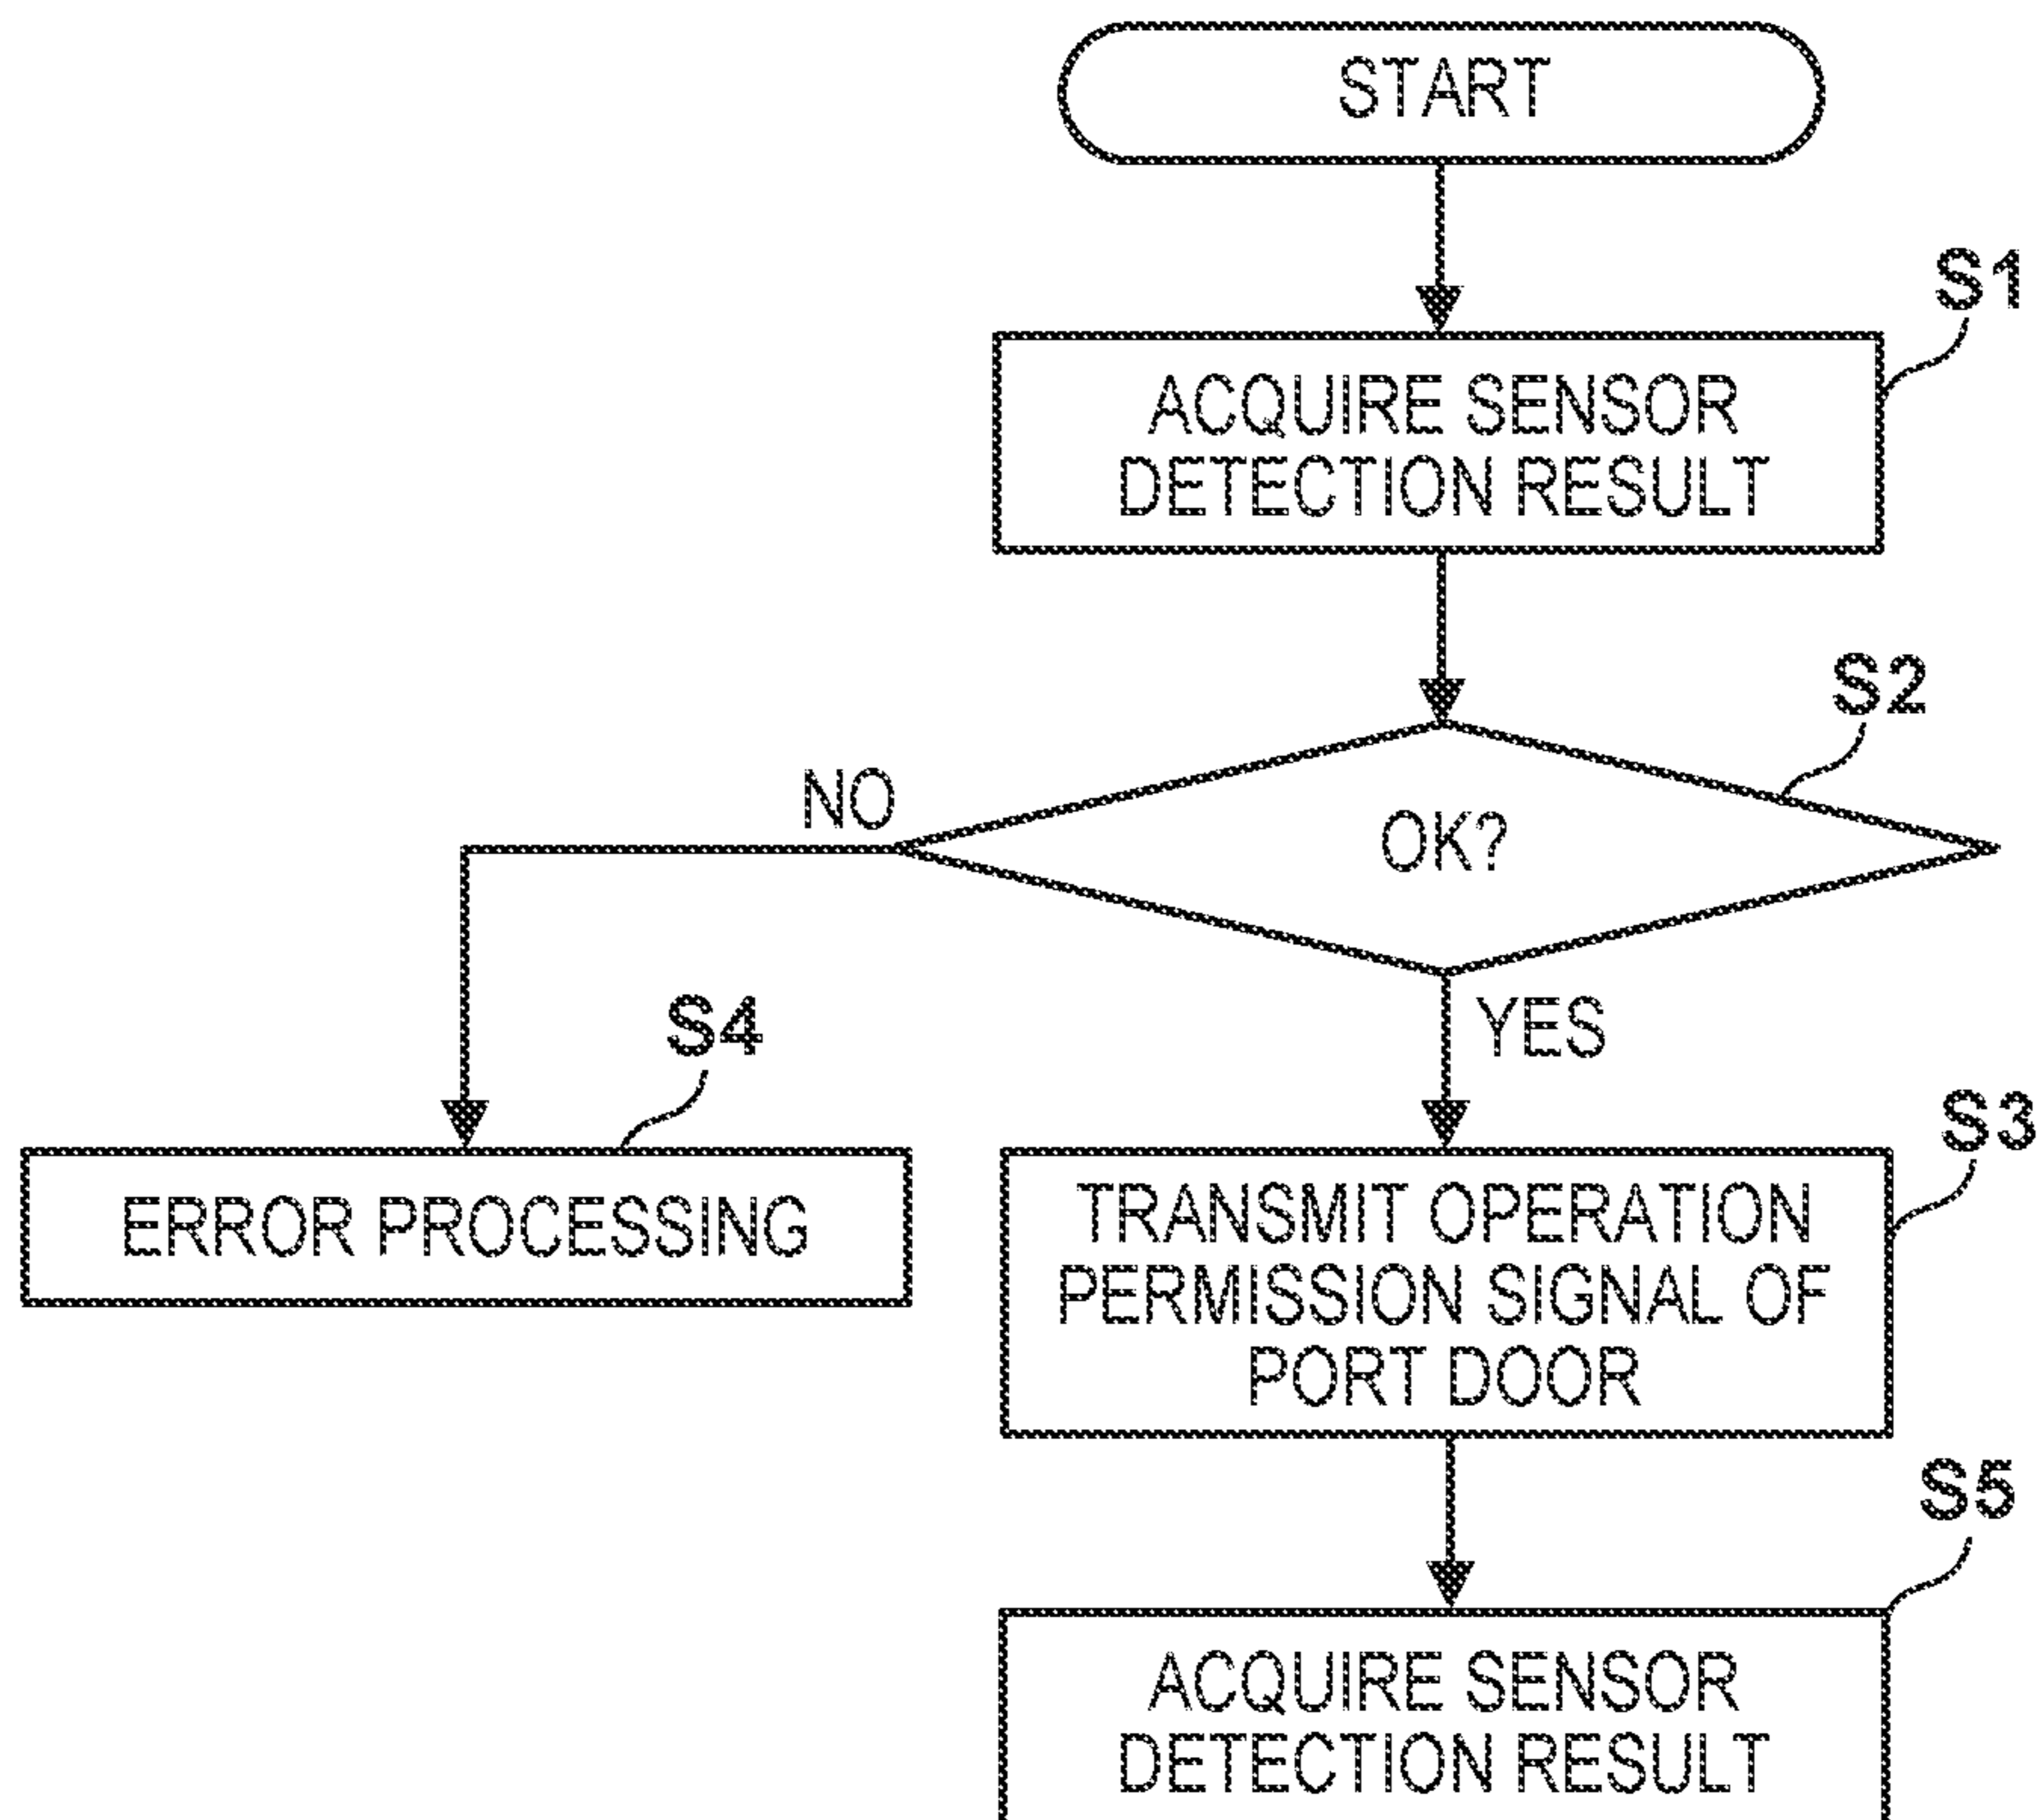 START
S1
ACQUIRE SENSOR
DETECTION RESULT
S2
NO
OK?
YES
S4
ERROR PROCESSING
S3
TRANSMIT OPERATION
PERMISSION SIGNAL OF
PORT DOOR
S5
ACQUIRE SENSOR
DETECTION RESULT